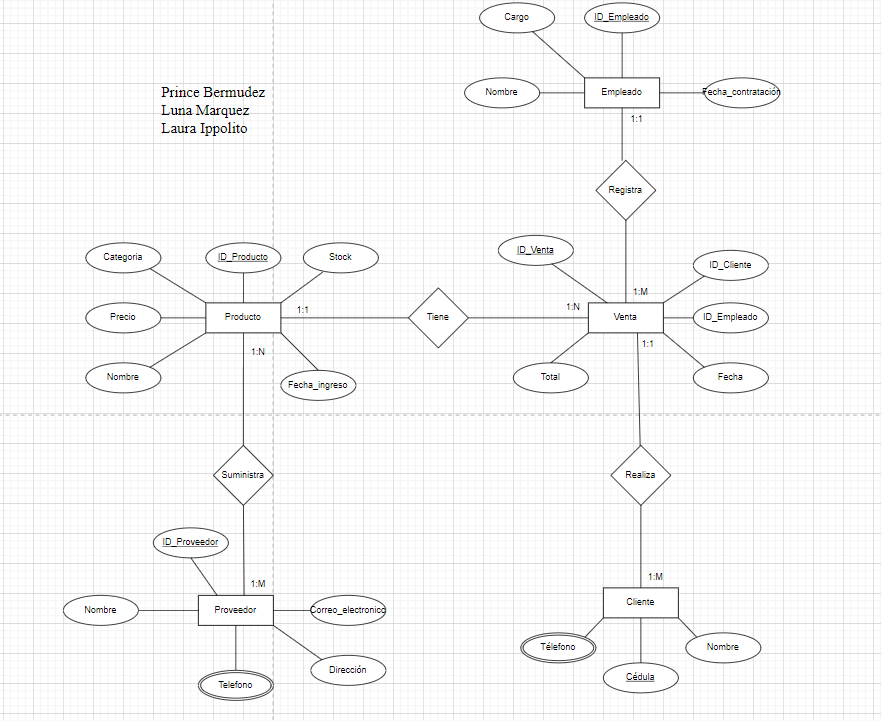 Cargo
ID_Empleado
Nombre
Empleado
Fecha_contratación
Prince Bermudez
Luna Marquez
Laura Ippolito
1:1
Registra
Categoria
ID_Producto
Stock
ID_Venta
ID_Cliente
1:M
Precio
Producto
1:1
Tiene
1:N
Venta
ID_Empleado
1:N
1:1
Nombre
Fecha_ingreso
Total
Fecha
Suministra
Realiza
ID_Proveedor
1:M
1:M
Nombre
Proveedor
Correo_electronico
Cliente
Télefono
Nombre
Telefono
Dirección
Cédula